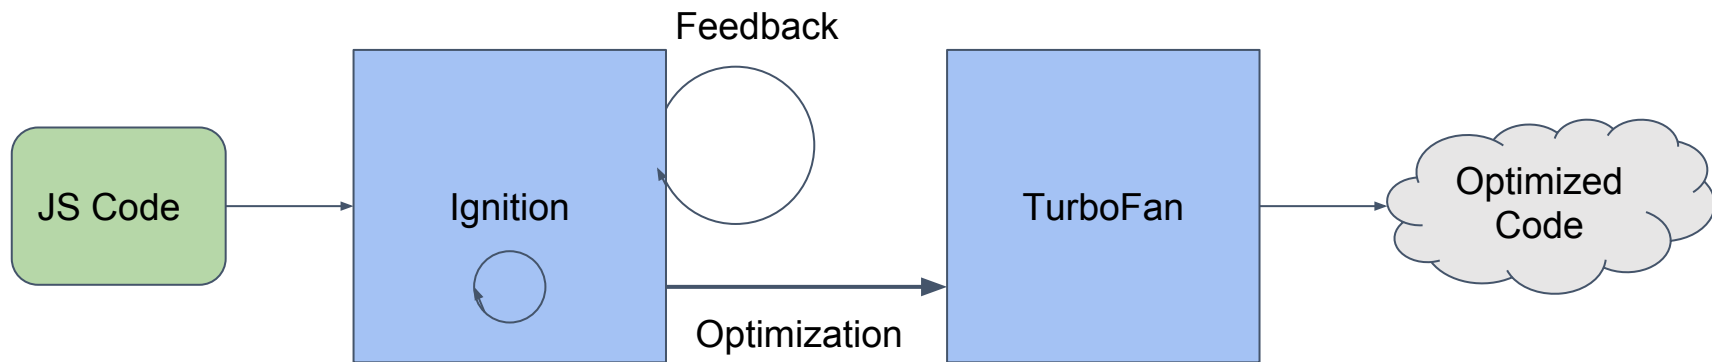 Feedback
JS Code
Ignition
TurboFan
Optimized
Code
Optimization